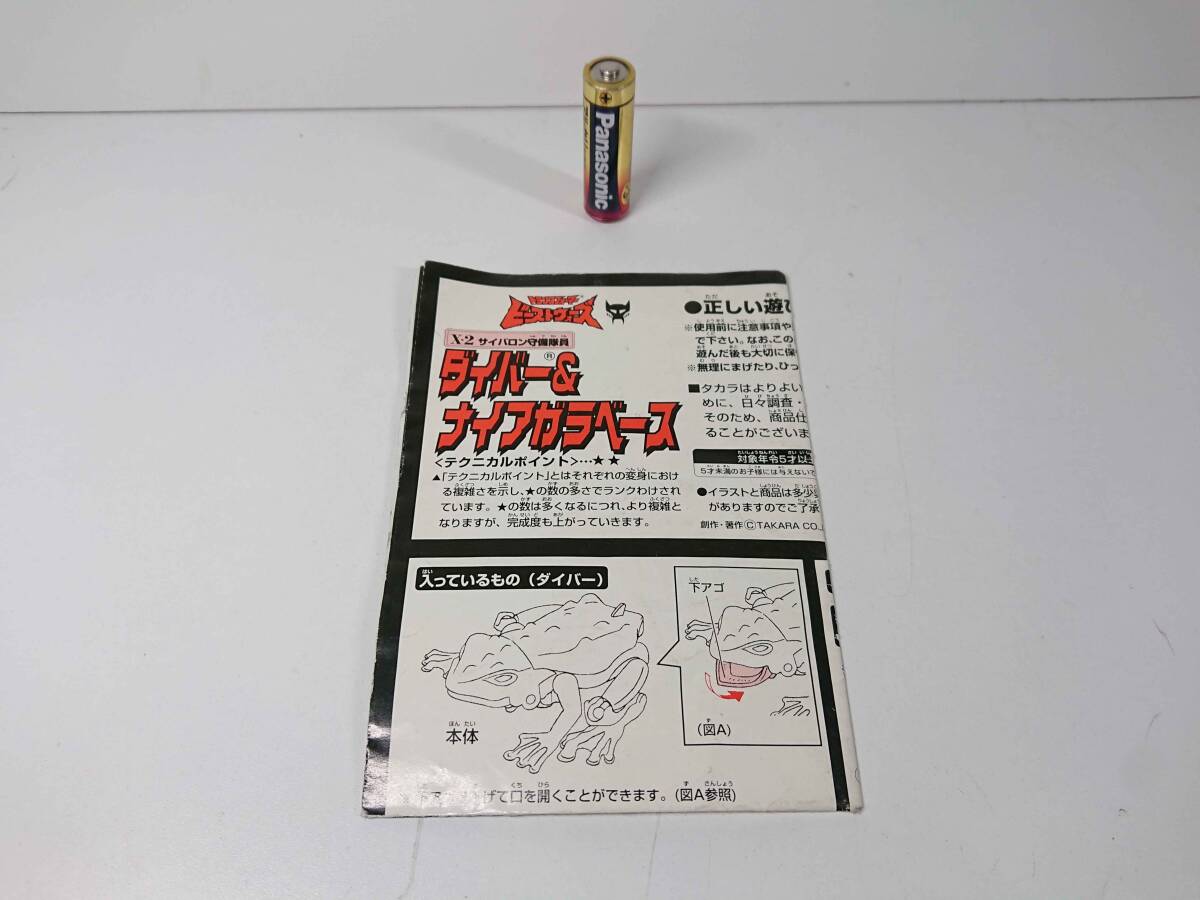 Panasonic
トランスフォーマー
ビーストウォーズ
X-2 サイバロン守備隊員
ダイバー®&
ナイアガラベース
<テクニカルポイント>…★★
▲「テクニカルポイント」とはそれぞれの変身におけ
る複雑さを示し、★の数の多さでランクわけされ
ています。★の数は多くなるにつれ、より複雑と
なりますが、完成度も上がっていきます。
●正しい遊び
※使用前に注意事項や
で下さい。なお、この
遊んだ後も大切に保
※無理にまげたり、ひっ
■タカラはよりよい
めに、日々調査・
そのため、商品仕
ることがございま
対象年令5才以上
5才未満のお子様には与えないで
●イラストと商品は多少異
がありますのでご了承
創作・著作 ©TAKARA CO.,
入っているもの (ダイバー)
本体
下アゴ
(図A)
げて口を開くことができます。(図A参照)